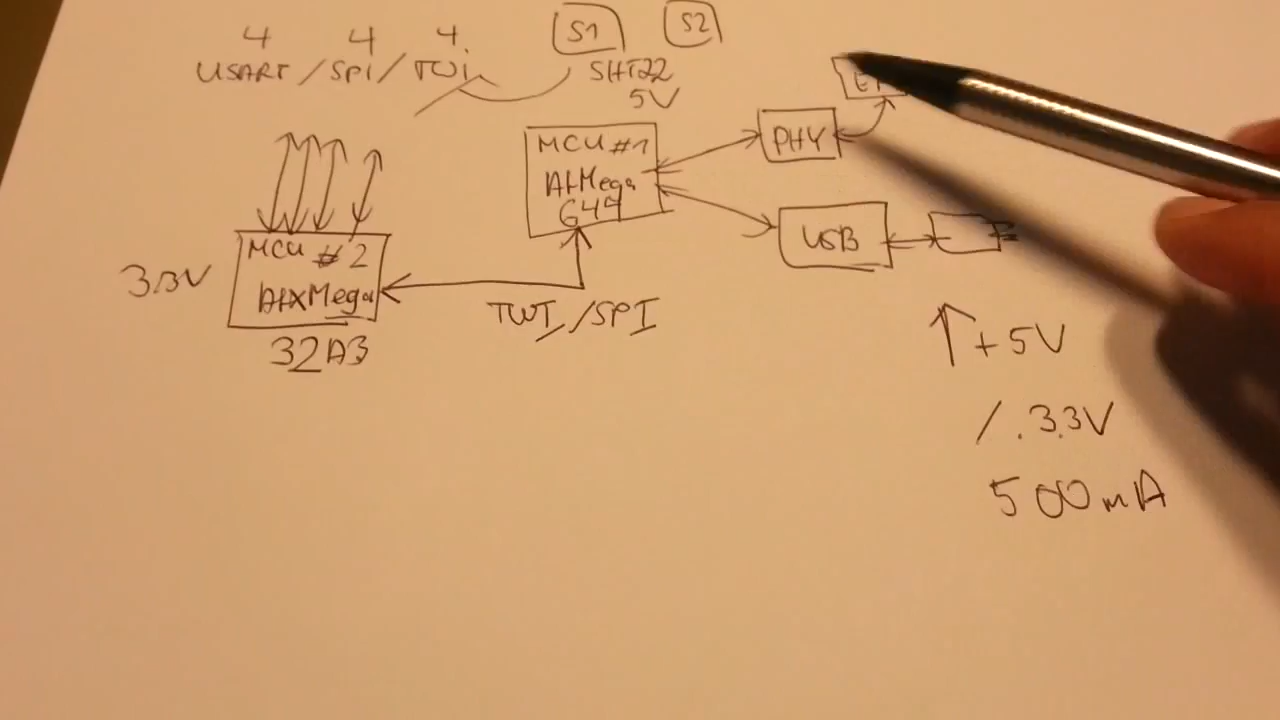 4 4 4.
USART / SPI / TWI
S1 S2
SHT22
5V
MCU #1
AtMega
644
PHY
USB
MCU #2
AtXMega
32A3
3.3V
TWI/SPI
+5V
/.3.3V
500mA